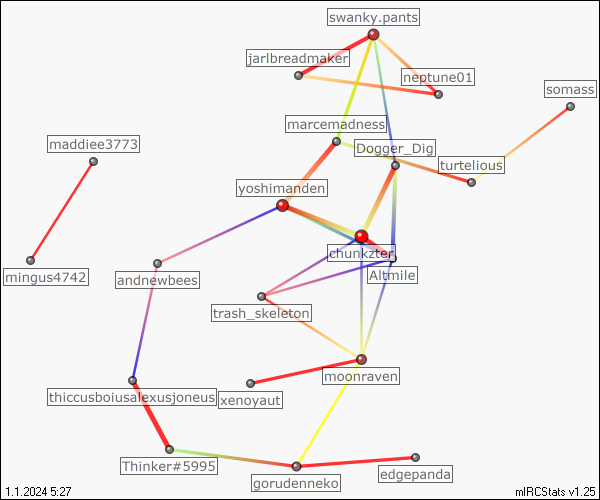 swanky.pants
jarlbreadmaker
neptune01
somass
marcemadness
maddiee3773
Dogger_Dig
turtelious
yoshimanden
chunkzter
mingus4742
andnewbees
Altmile
trash_skeleton
moonraven
thiccusboiusalexusjoneus
xenoyaut
Thinker#5995
edgepanda
gorudenneko
1.1.2024 5:27
mIRCStats v1.25